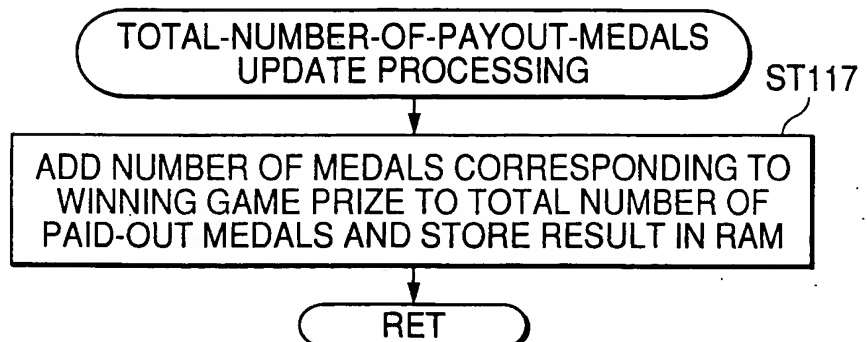 TOTAL-NUMBER-OF-PAYOUT-MEDALS
UPDATE PROCESSING
ST117
ADD NUMBER OF MEDALS CORRESPONDING TO
WINNING GAME PRIZE TO TOTAL NUMBER OF
PAID-OUT MEDALS AND STORE RESULT IN RAM
RET